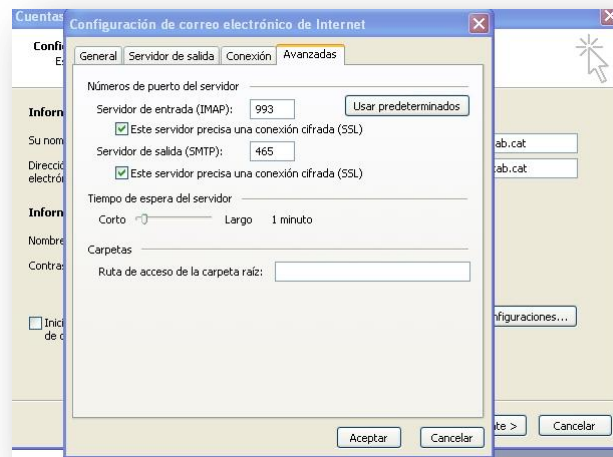 Cuentas
Configuración de correo electrónico de Internet
General Servidor de salida Conexión Avanzadas
Números de puerto del servidor
Servidor de entrada (IMAP): 993 Usar predeterminados
Este servidor precisa una conexión cifrada (SSL)
Servidor de salida (SMTP): 465
Este servidor precisa una conexión cifrada (SSL)
Tiempo de espera del servidor
Corto Largo 1 minuto
Carpetas
Ruta de acceso de la carpeta raíz:
Aceptar Cancelar
Confi
Es
Inform
Su nom
ab.cat
Direcció
electrón
cab.cat
Inform
Nombre
Contras
Inici
de c
nfiguraciones...
te > Cancelar